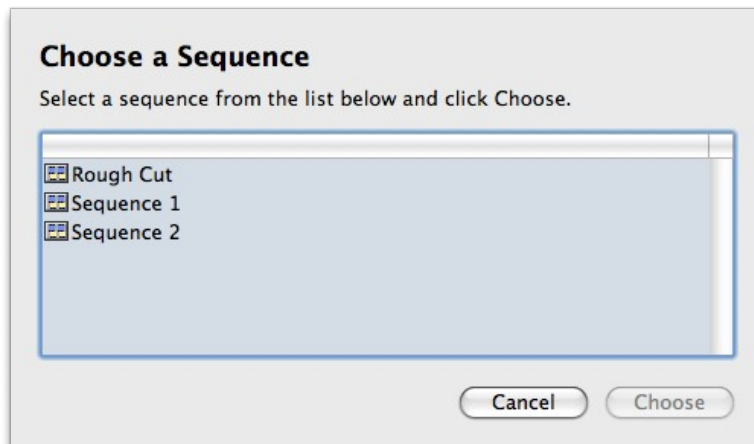 Choose a Sequence
Select a sequence from the list below and click Choose.
Rough Cut
Sequence 1
Sequence 2
Cancel Choose